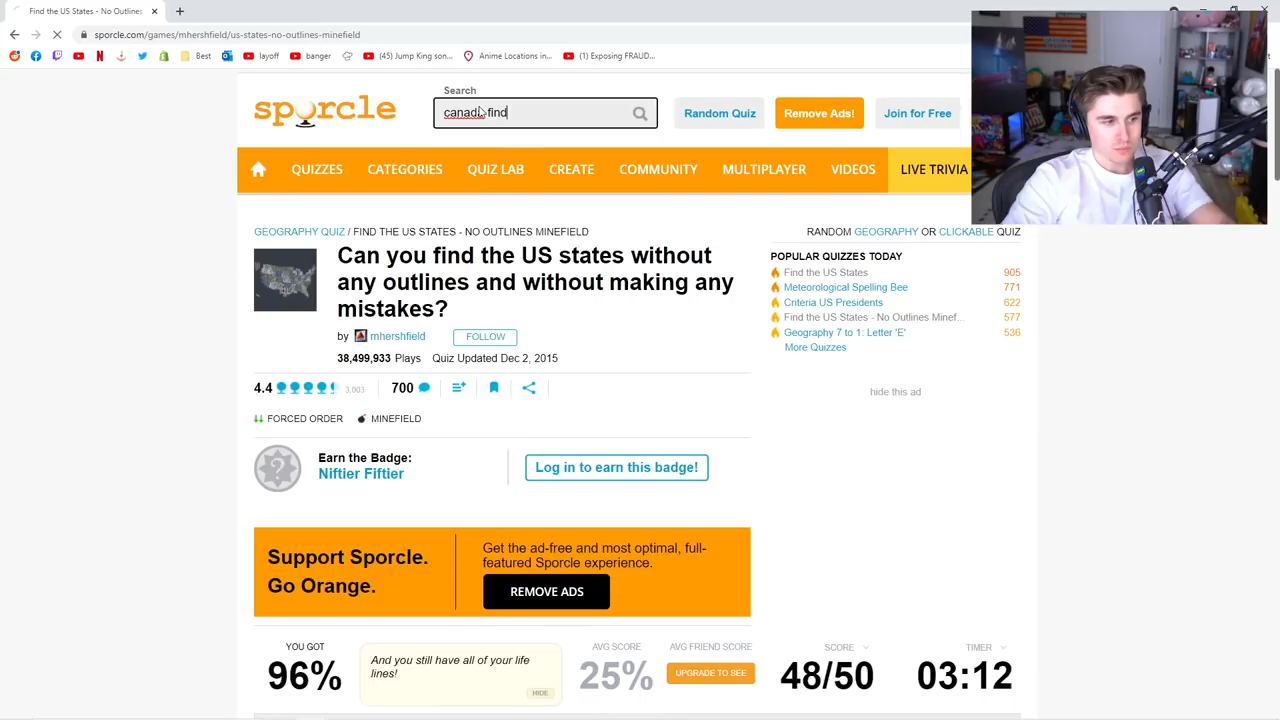 Find the US States - No Outlines
sporcle.com/games/mhershfield/us-states-no-outlines-minefield
Best
layoff
banger
(45) Jump King son...
Anime Locations in...
(1) Exposing FRAUD...
Search
sporcle
find
Random Quiz
Remove Ads!
Join for Free
QUIZZES
CATEGORIES
QUIZ LAB
CREATE
COMMUNITY
MULTIPLAYER
VIDEOS
LIVE TRIVIA
GEOGRAPHY QUIZ / FIND THE US STATES - NO OUTLINES MINEFIELD
RANDOM GEOGRAPHY OR CLICKABLE QUIZ
Can you find the US states without
any outlines and without making any
mistakes?
by mhershfield
FOLLOW
38,499,933 Plays Quiz Updated Dec 2, 2015
POPULAR QUIZZES TODAY
Find the US States 905
Meteorological Spelling Bee 771
Criteria US Presidents 622
Find the US States - No Outlines Minef... 577
Geography 7 to 1: Letter 'E' 536
More Quizzes
4.4 3,003 700
hide this ad
FORCED ORDER
MINEFIELD
Earn the Badge:
Niftier Fiftier
Log in to earn this badge!
Support Sporcle.
Go Orange.
Get the ad-free and most optimal, full-
featured Sporcle experience.
REMOVE ADS
YOU GOT
96%
And you still have all of your life
lines!
HIDE
AVG SCORE
25%
AVG FRIEND SCORE
UPGRADE TO SEE
SCORE
48/50
TIMER
03:12